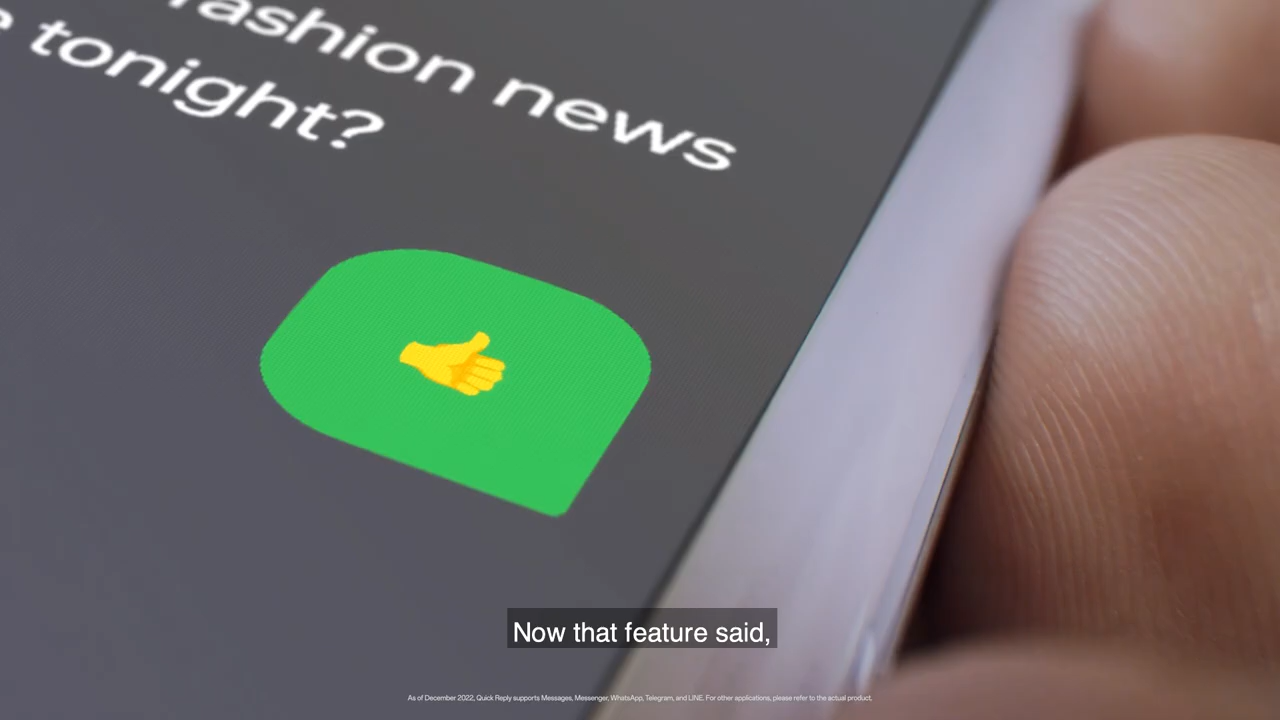 fashion news
tonight?
Now that feature said,
As of December 2022, Quick Reply supports Messages, Messenger, WhatsApp, Telegram, and LINE. For other applications, please refer to the actual product.